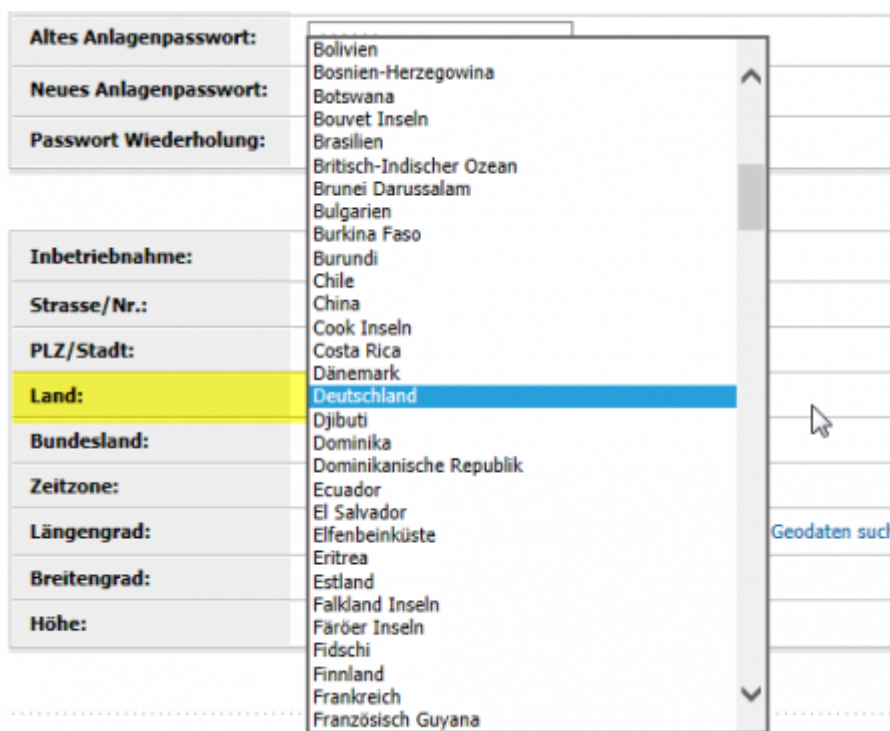 Altes Anlagenpasswort:
Neues Anlagenpasswort:
Passwort Wiederholung:
Inbetriebnahme:
Strasse/Nr.:
PLZ/Stadt:
Land:
Bundesland:
Zeitzone:
Längengrad:
Breitengrad:
Höhe:
Bolivien
Bosnien-Herzegowina
Botswana
Bouvet Inseln
Brasilien
Britisch-Indischer Ozean
Brunei Darussalam
Bulgarien
Burkina Faso
Burundi
Chile
China
Cook Inseln
Costa Rica
Dänemark
Deutschland
Djibuti
Dominika
Dominikanische Republik
Ecuador
El Salvador
Elfenbeinküste
Eritrea
Estland
Falkland Inseln
Färöer Inseln
Fidschi
Finnland
Frankreich
Französisch Guyana
Geodaten such